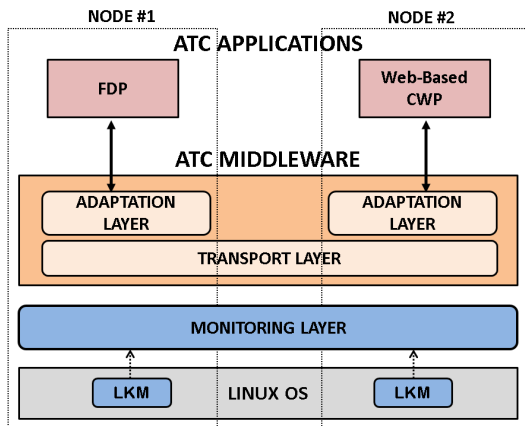 NODE #1
NODE #2
ATC APPLICATIONS
FDP
Web-Based
CWP
ATC MIDDLEWARE
ADAPTATION
LAYER
ADAPTATION
LAYER
TRANSPORT LAYER
MONITORING LAYER
LKM
LINUX OS
LKM